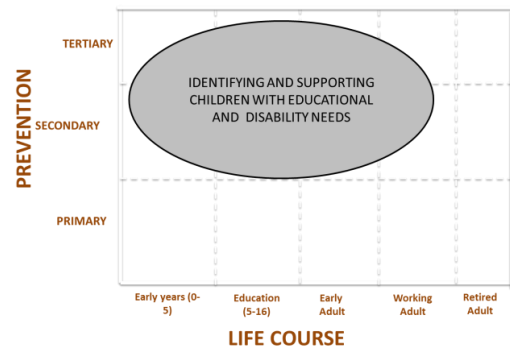 TERTIARY
IDENTIFYING AND SUPPORTING
CHILDREN WITH EDUCATIONAL
AND DISABILITY NEEDS
PREVENTION
SECONDARY
PRIMARY
Early years (0-
5)
Education
(5-16)
Early
Adult
Working
Adult
Retired
Adult
LIFE COURSE